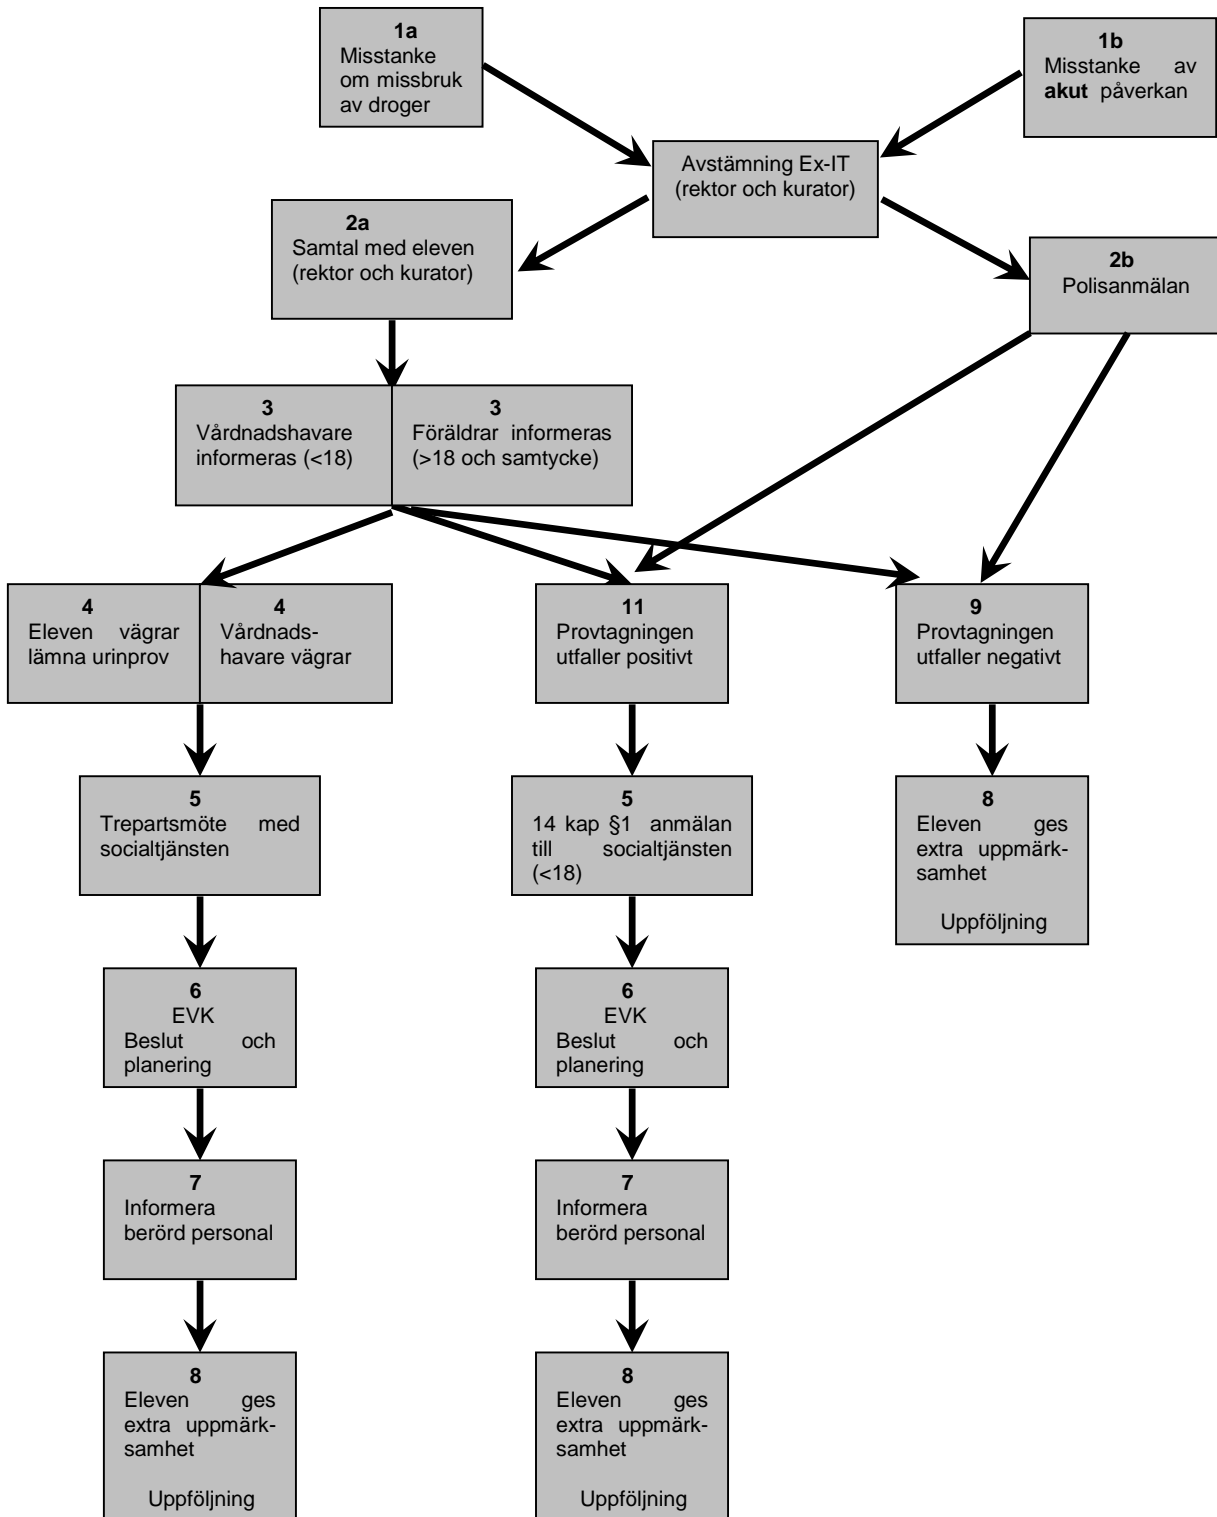 1a
Misstanke
om missbruk
av droger
1b
Misstanke av
akut påverkan
Avstämning Ex-IT
(rektor och kurator)
2a
Samtal med eleven
(rektor och kurator)
2b
Polisanmälan
3
Vårdnadshavare
informeras (<18)
3
Föräldrar informeras
(>18 och samtycke)
4
Eleven vägrar
lämna urinprov
4
Vårdnads-
havare vägrar
11
Provtagningen
utfaller positivt
9
Provtagningen
utfaller negativt
5
Trepartsmöte med
socialtjänsten
5
14 kap §1 anmälan
till socialtjänsten
(<18)
8
Eleven ges
extra uppmärk-
samhet
Uppföljning
6
EVK
Beslut och
planering
6
EVK
Beslut och
planering
7
Informera
berörd personal
7
Informera
berörd personal
8
Eleven ges
extra uppmärk-
samhet
Uppföljning
8
Eleven ges
extra uppmärk-
samhet
Uppföljning